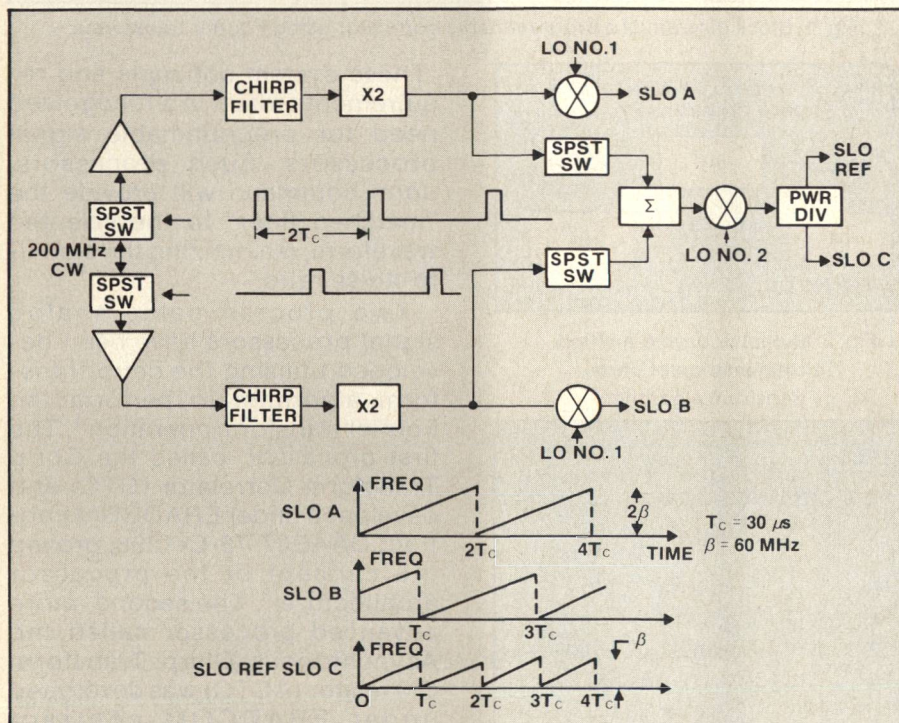 LO NO.1
CHIRP FILTER
X2
SLO A
SPST SW
SLO REF
SPST SW
2Tc
Σ
PWR DIV
200 MHz CW
LO NO. 2
SLO C
SPST SW
SPST SW
CHIRP FILTER
X2
SLO B
LO NO. 1
FREQ
SLO A
2β
2Tc
4Tc
TIME
Tc = 30 μs
β = 60 MHz
FREQ
SLO B
Tc
3Tc
FREQ
β
SLO REF SLO C
O
Tc
2Tc
3Tc
4Tc